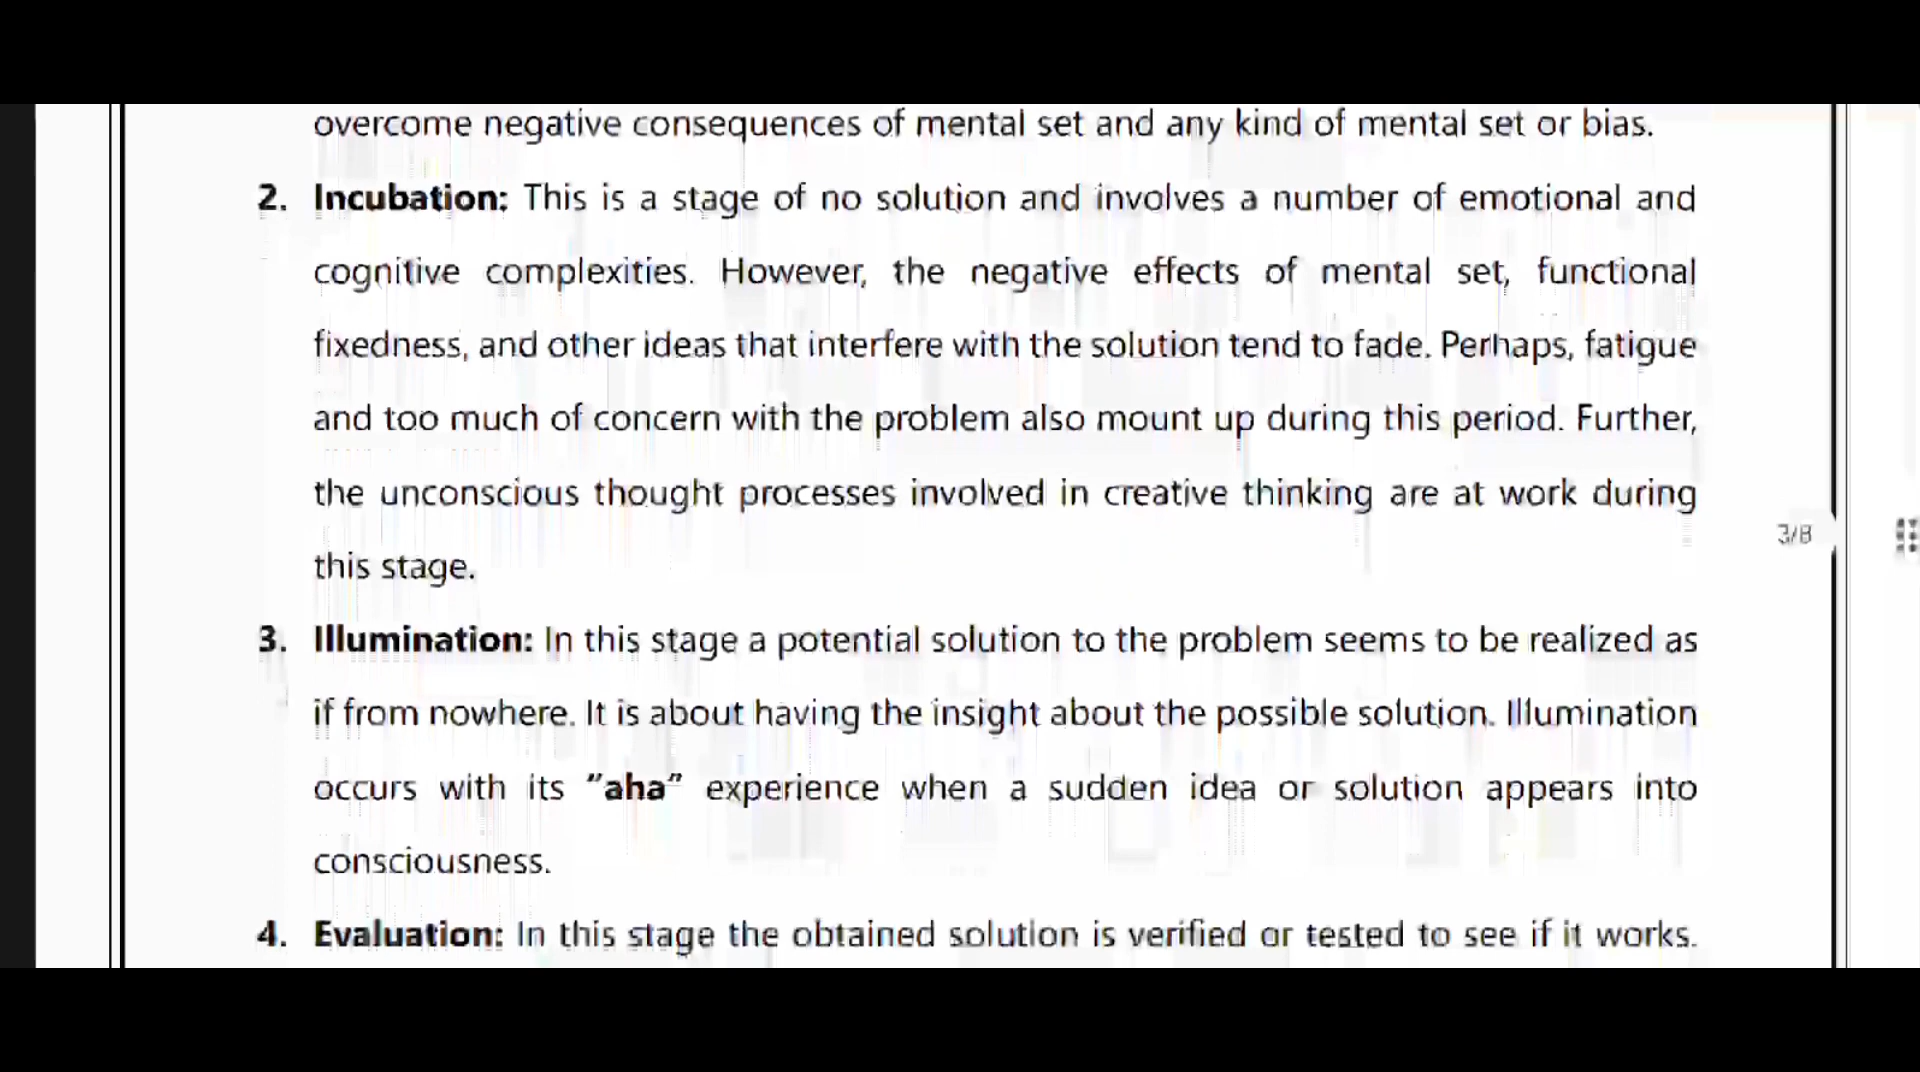 overcome negative consequences of mental set and any kind of mental set or bias.
2. Incubation: This is a stage of no solution and involves a number of emotional and
cognitive complexities. However, the negative effects of mental set, functional
fixedness, and other ideas that interfere with the solution tend to fade. Perhaps, fatigue
and too much of concern with the problem also mount up during this period. Further,
the unconscious thought processes involved in creative thinking are at work during
this stage.
3/8
3. Illumination: In this stage a potential solution to the problem seems to be realized as
if from nowhere. It is about having the insight about the possible solution. Illumination
occurs with its "aha" experience when a sudden idea or solution appears into
consciousness.
4. Evaluation: In this stage the obtained solution is verified or tested to see if it works.